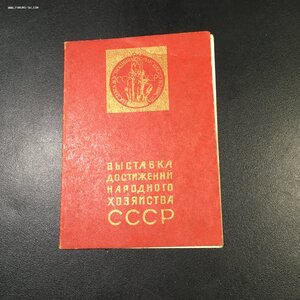 ВЫСТАВКА
ДОСТИЖЕНИЙ
НАРОДНОГО
ХОЗЯЙСТВА
СССР